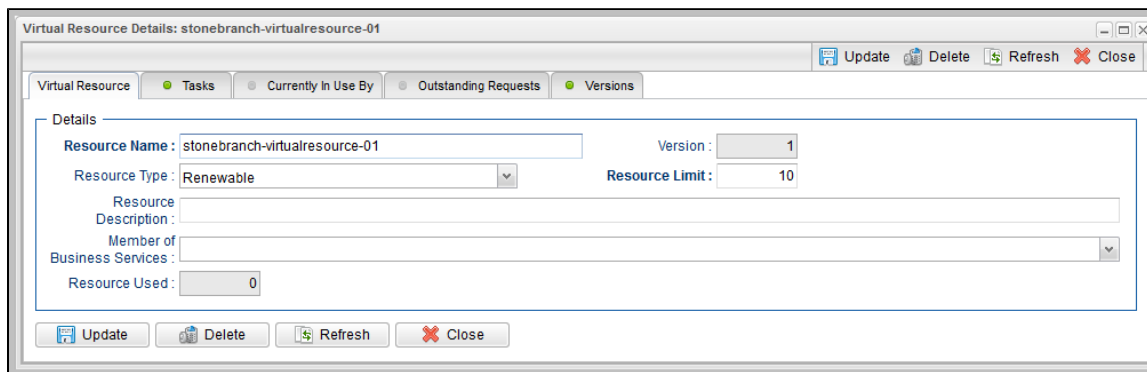 Virtual Resource Details: stonebranch-virtualresource-01
Update Delete Refresh Close
Virtual Resource Tasks Currently In Use By Outstanding Requests Versions
Details
Resource Name : stonebranch-virtualresource-01 Version : 1
Resource Type : Renewable Resource Limit : 10
Resource
Description :
Member of
Business Services :
Resource Used : 0
Update Delete Refresh Close